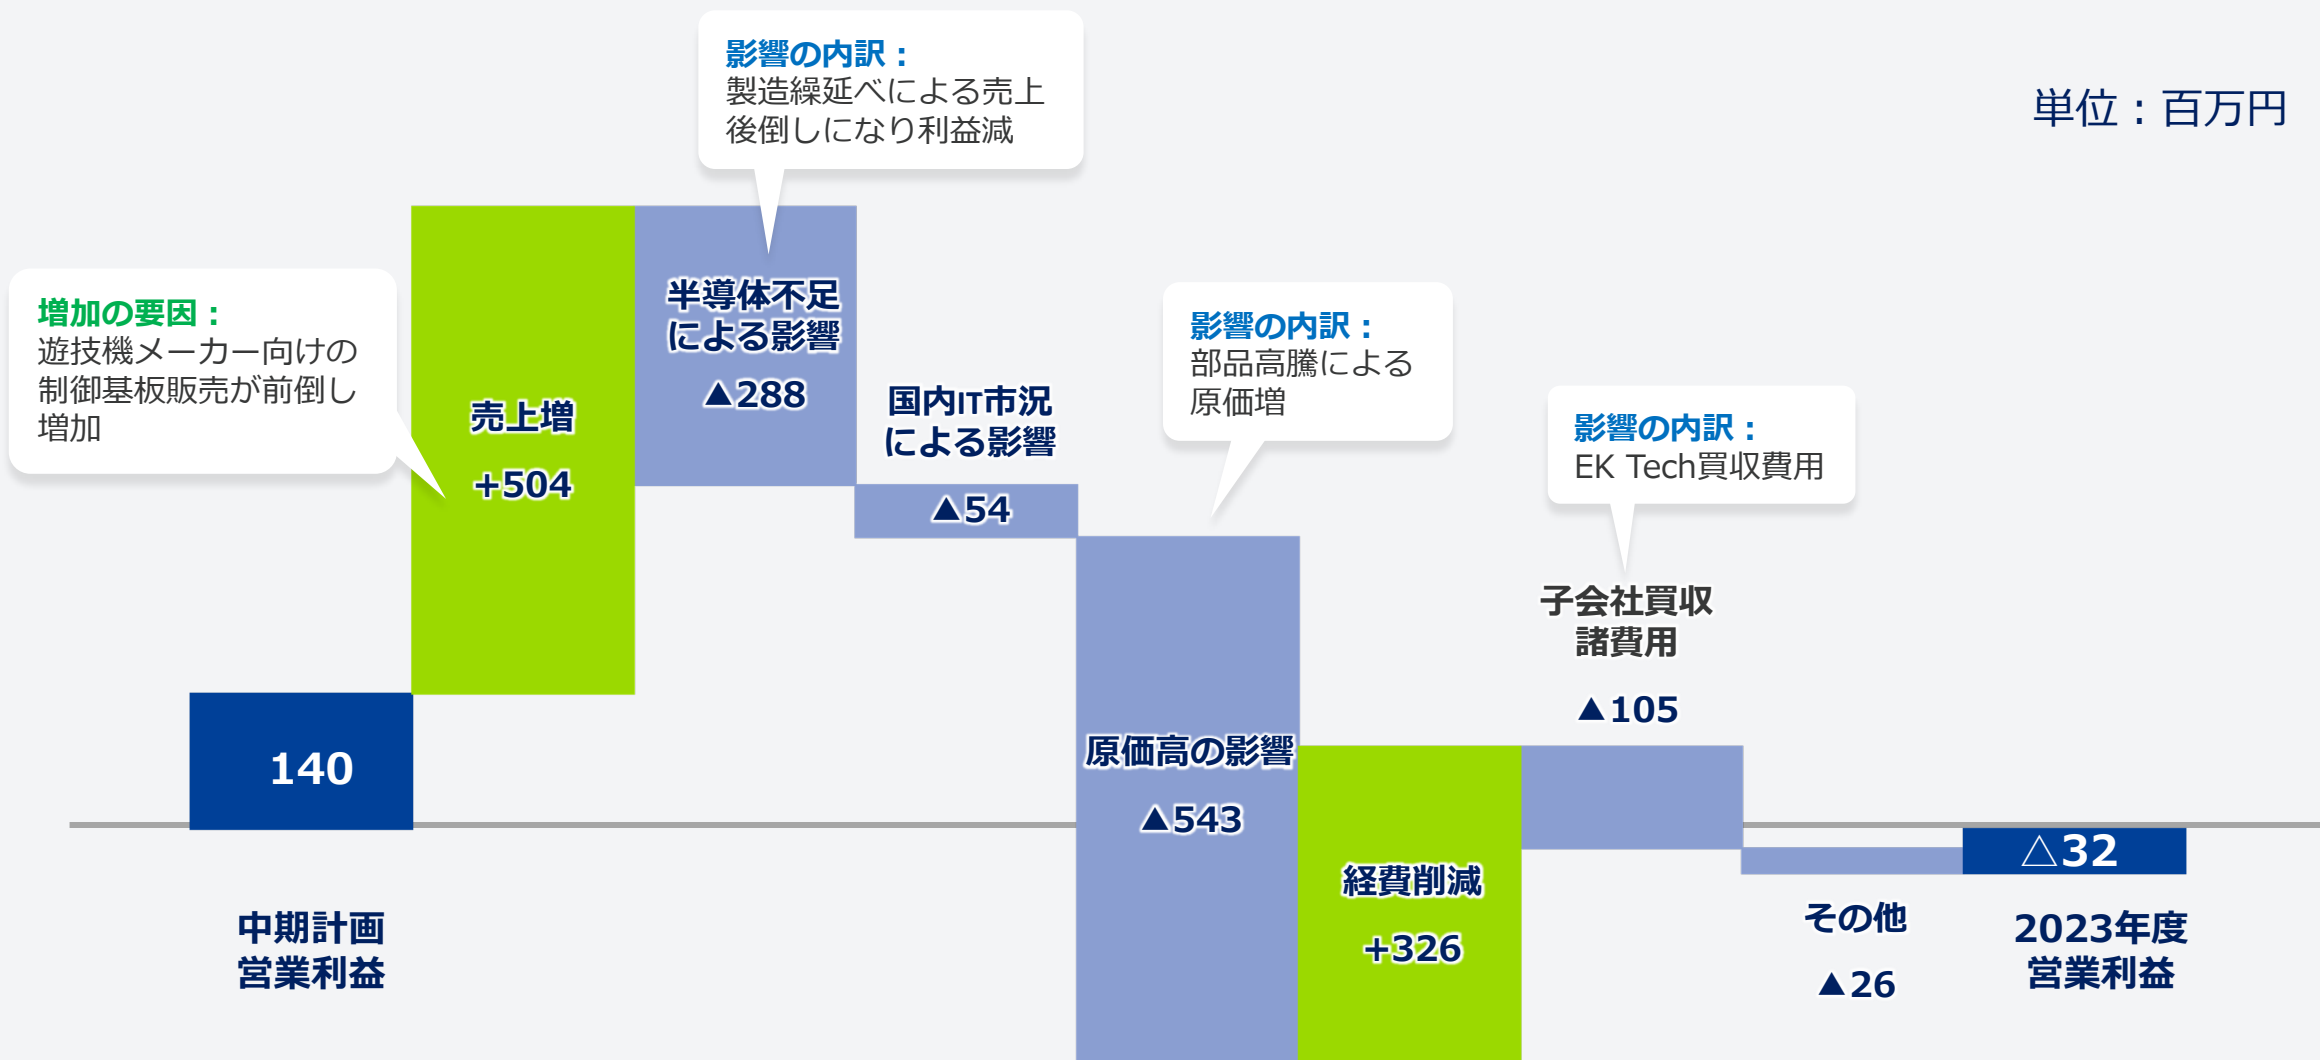 影響の内訳：
製造繰延べによる売上
後倒しになり利益減
単位：百万円
増加の要因：
遊技機メーカー向けの
制御基板販売が前倒し
増加
売上増
+504
半導体不足
による影響
▲288
国内IT市況
による影響
▲54
影響の内訳：
部品高騰による
原価増
原価高の影響
▲543
影響の内訳：
EK Tech買収費用
子会社買収
諸費用
▲105
経費削減
+326
140
中期計画
営業利益
その他
▲26
△32
2023年度
営業利益